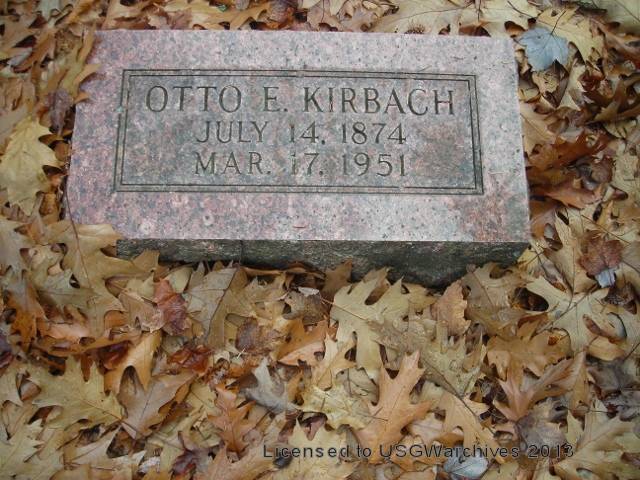 OTTO E. KIRBACH
JULY 14, 1874
MAR. 17, 1951
Licensed to USGWarchives 2013